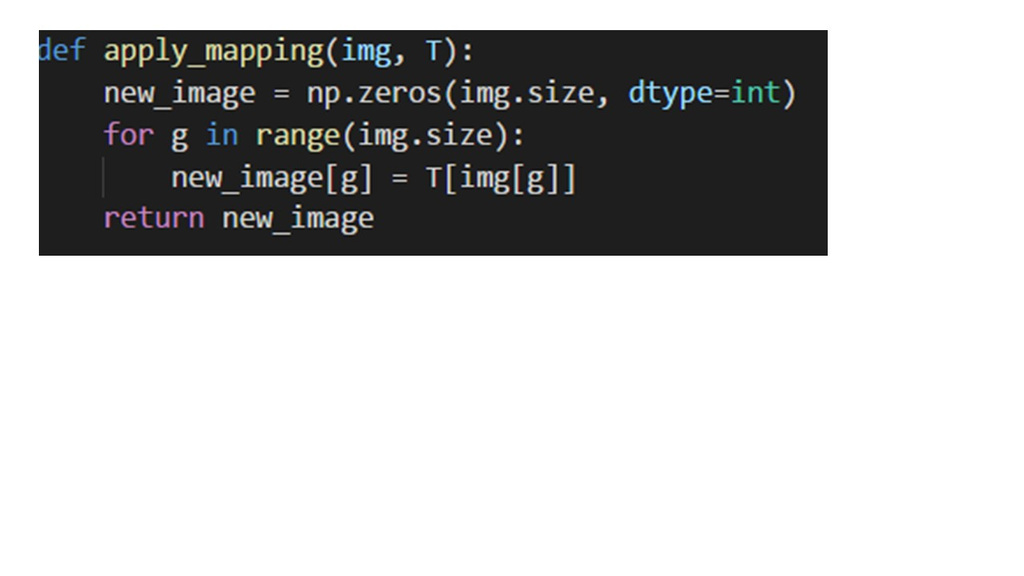 def apply_mapping(img, T):
    new_image = np.zeros(img.size, dtype=int)
    for g in range(img.size):
        new_image[g] = T[img[g]]
    return new_image